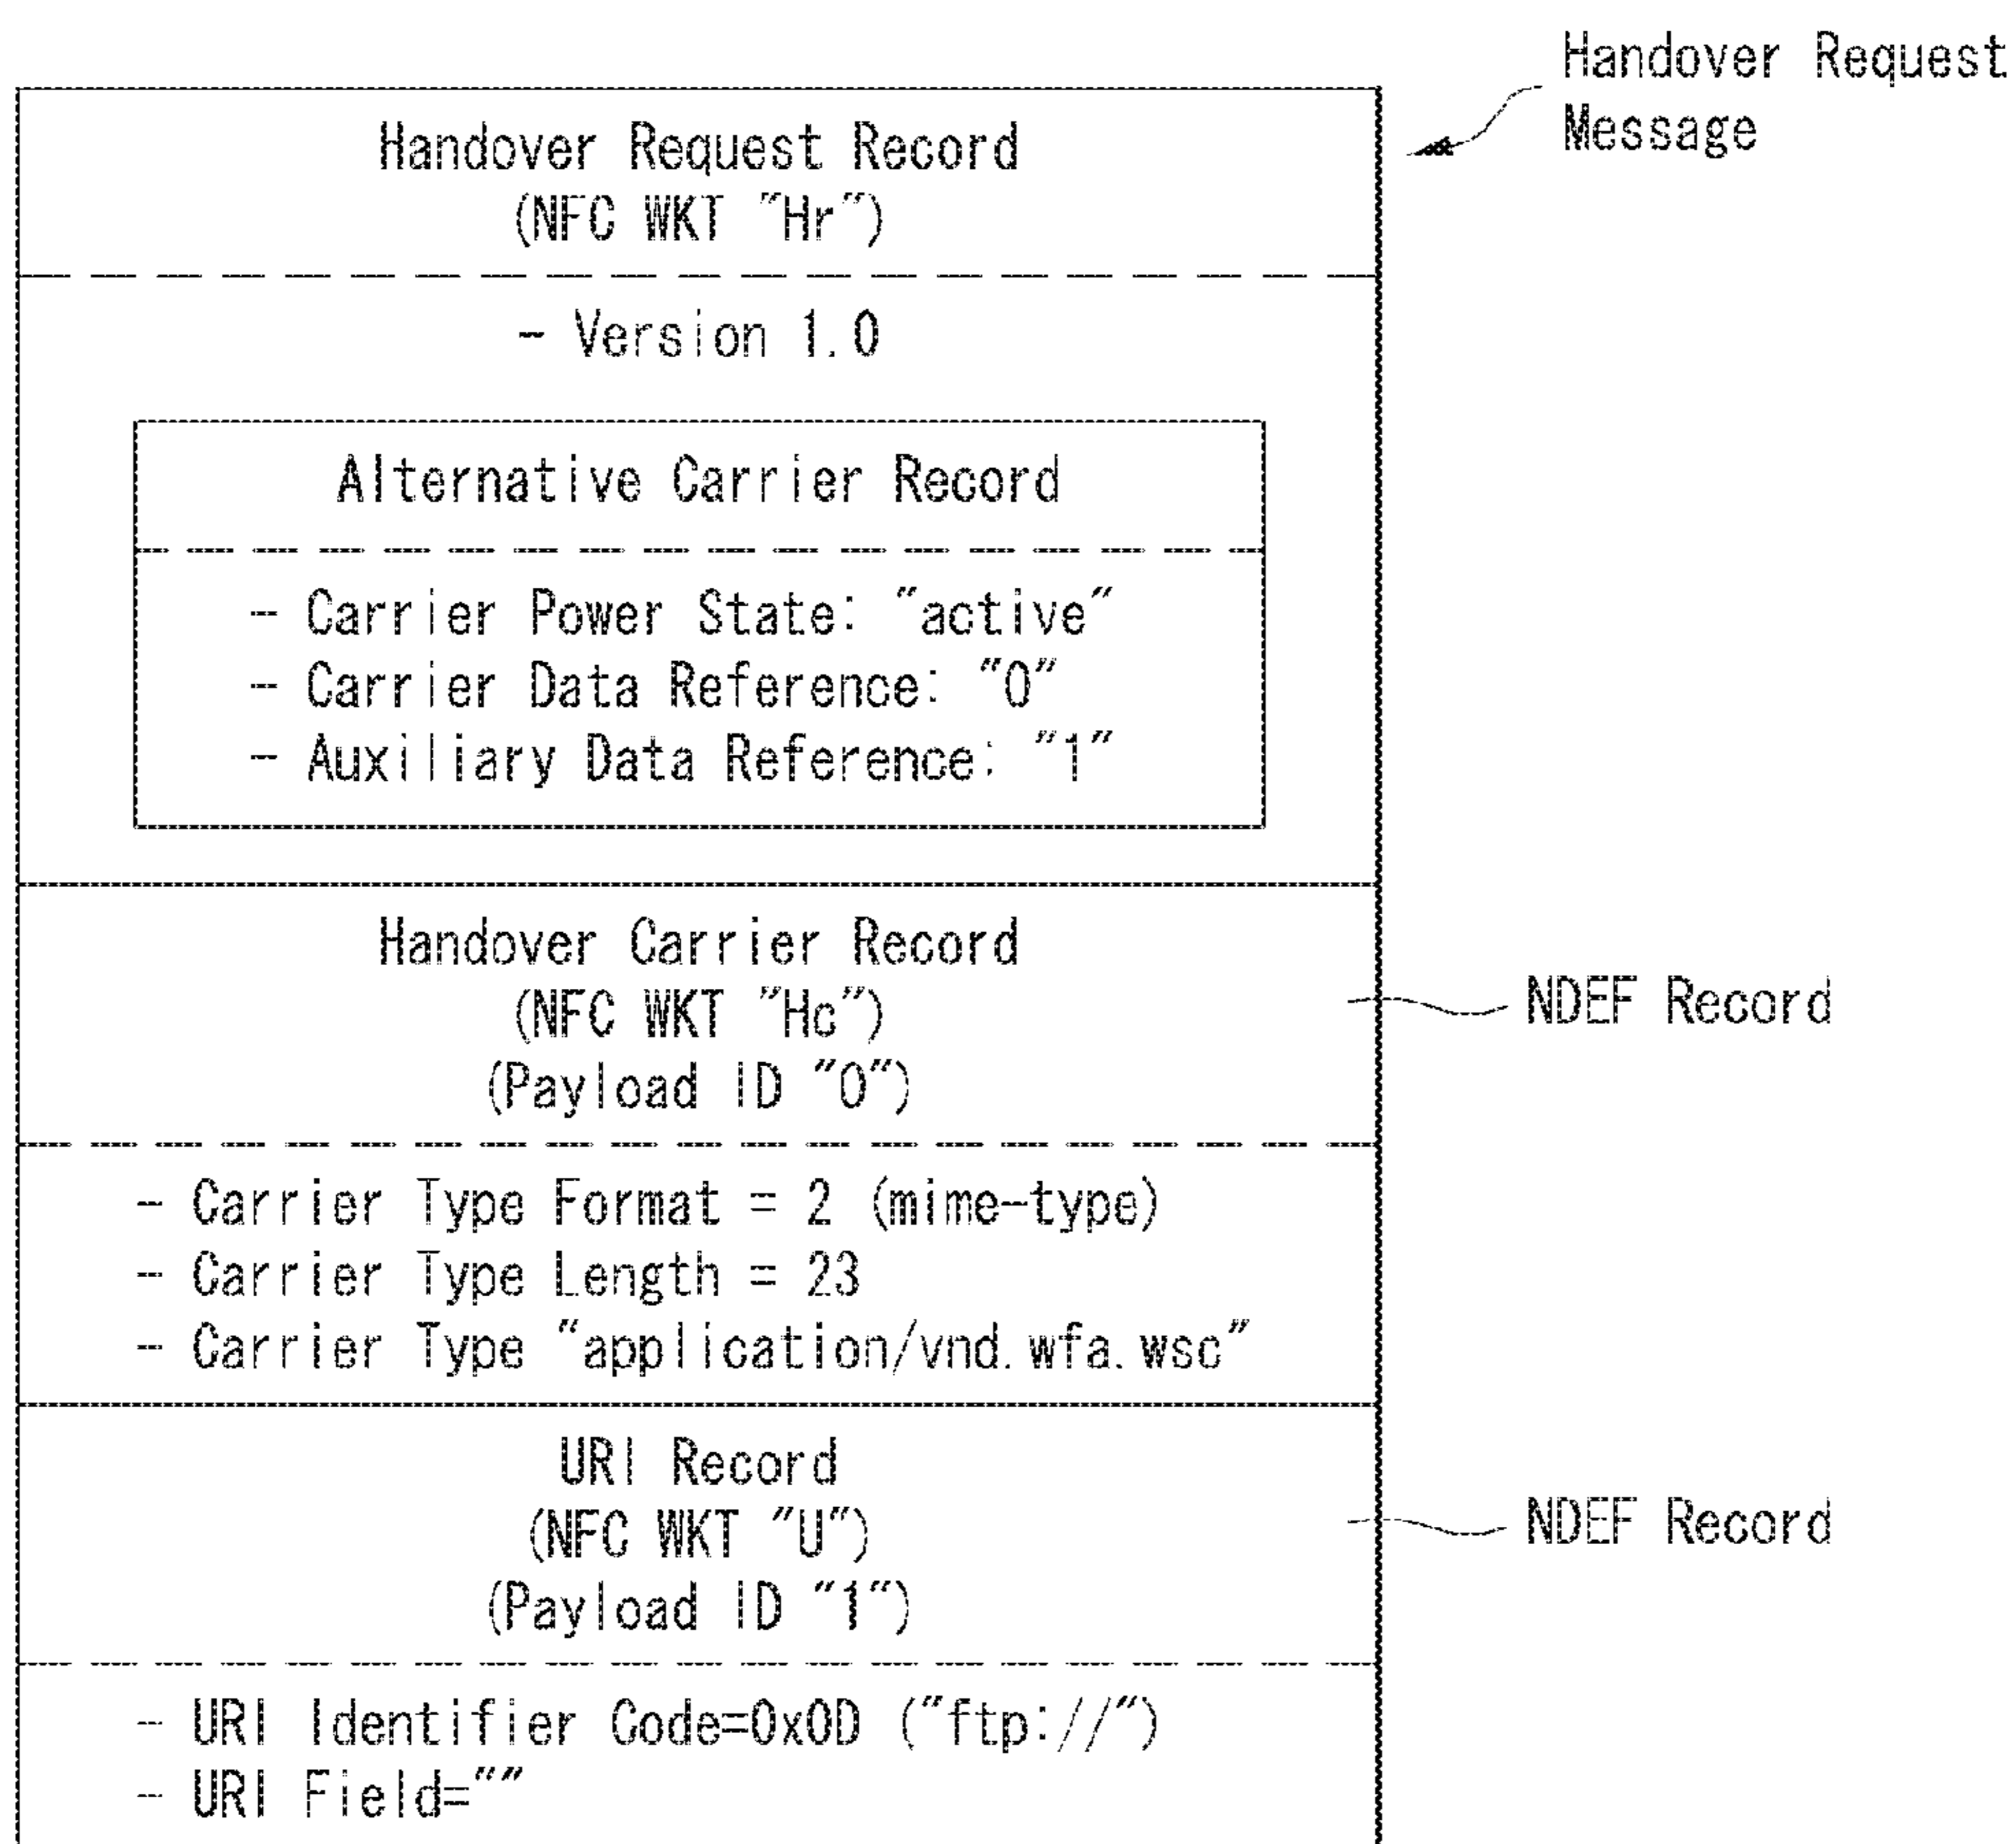 Handover Request
Message
Handover Request Record
(NFC WKT "Hr")
- Version 1.0
Alternative Carrier Record
- Carrier Power State: "active"
- Carrier Data Reference: "0"
- Auxiliary Data Reference: "1"
Handover Carrier Record
(NFC WKT "Hc")
(Payload ID "0")
NDEF Record
- Carrier Type Format = 2 (mime-type)
- Carrier Type Length = 23
- Carrier Type "application/vnd.wfa.wsc"
URI Record
(NFC WKT "U")
(Payload ID "1")
NDEF Record
- URI Identifier Code=0x0D ("ftp://")
- URI Field=""